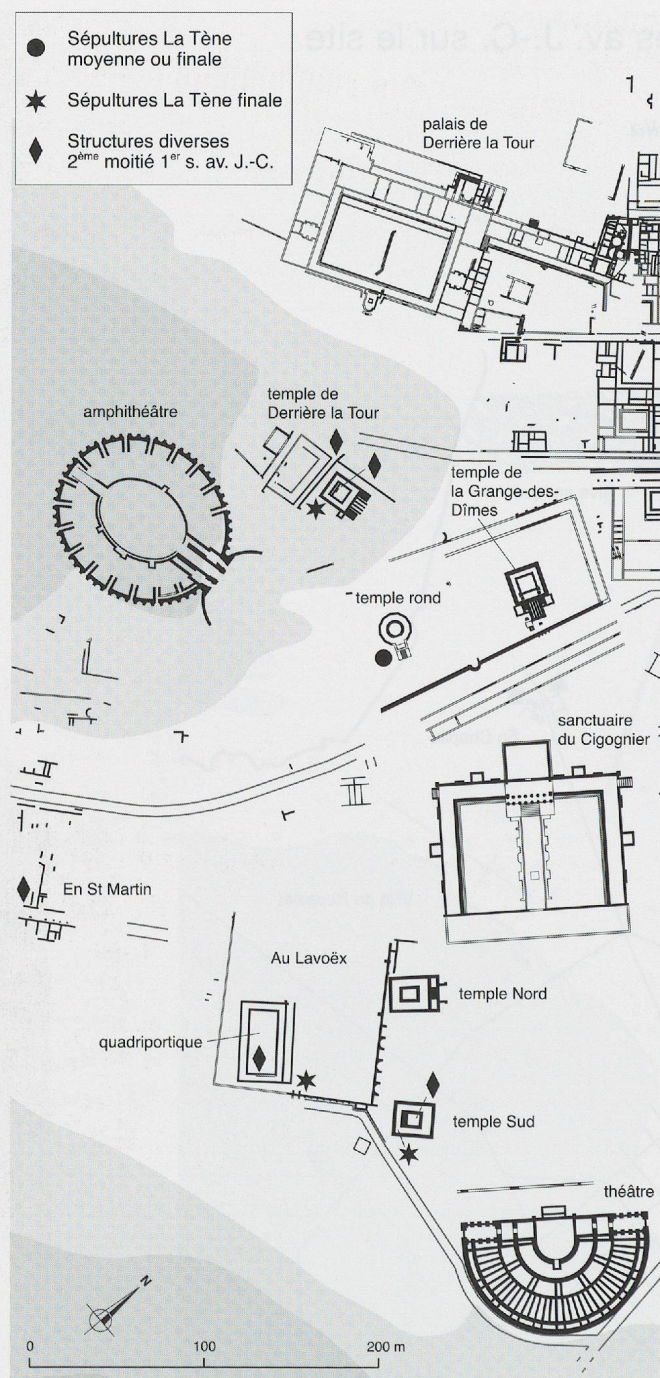 Sépultures La Tène
moyenne ou finale
Sépultures La Tène finale
Structures diverses
2ème moitié 1er s. av. J.-C.
palais de
Derrière la Tour
amphithéâtre
temple de
Derrière la Tour
temple de
la Grange-des-
Dîmes
temple rond
sanctuaire
du Cigognier
En St Martin
Au Lavoëx
temple Nord
quadriportique
temple Sud
théâtre
N
0 100 200 m